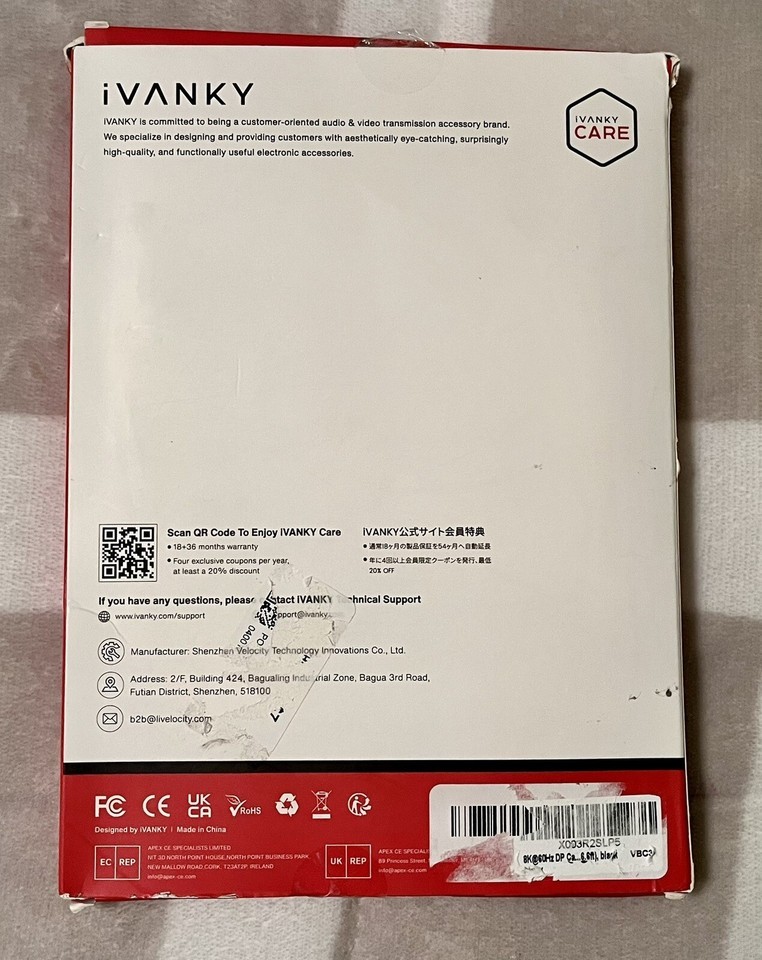 iVANKY
iVANKY is committed to being a customer-oriented audio & video transmission accessory brand.
We specialize in designing and providing customers with aesthetically eye-catching, surprisingly
high-quality, and functionally useful electronic accessories.
iVANKY
CARE
Scan QR Code To Enjoy iVANKY Care
• 18+36 months warranty
• Four exclusive coupons per year,
at least a 20% discount
iVANKY公式サイト会員特典
• 通常18ヶ月の製品保証を54ヶ月へ自動延長
• 年に4回以上会員限定クーポンを発行、最低
20% OFF
If you have any questions, please iVANKY Technical Support
www.ivanky.com/support
Manufacturer: Shenzhen Velocity Technology Innovations Co., Ltd.
Address: 2/F, Building 424, Bagualing Industrial Zone, Bagua 3rd Road,
Futian District, Shenzhen, 518100
b2b@livelocity.com
PO
0400
FC CE UK CA RoHS
Designed by iVANKY | Made in China
EC REP
APEX CE SPECIALISTS LIMITED
NIT 3D NORTH POINT HOUSE,NORTH POINT BUSINESS PARK,
NEW MALLOW ROAD,CORK, T23AT2P, IRELAND
info@apex-ce.com
UK REP
APEX CE
89 Princess Street,
info@apex-ce.com
X003R2SLP5
8K@60Hz DP Ca...6.6ft), black VBC3